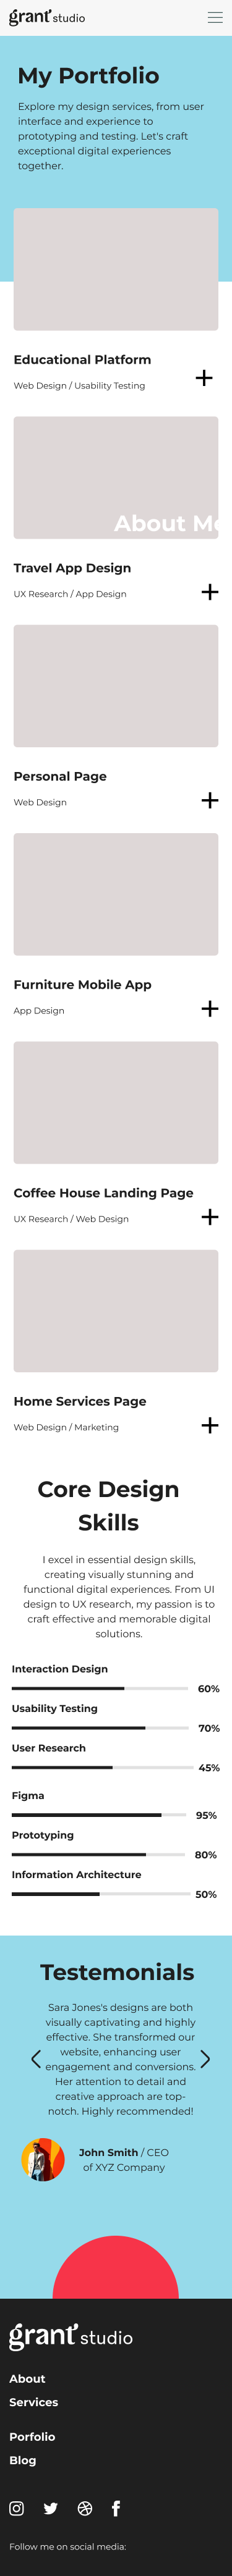 grant' studio
My Portfolio
Explore my design services, from user
interface and experience to
prototyping and testing. Let's craft
exceptional digital experiences
together.
Educational Platform
Web Design / Usability Testing
About Me
Travel App Design
UX Research / App Design
Personal Page
Web Design
Furniture Mobile App
App Design
Coffee House Landing Page
UX Research / Web Design
Home Services Page
Web Design / Marketing
Core Design
Skills
I excel in essential design skills,
creating visually stunning and
functional digital experiences. From UI
design to UX research, my passion is to
craft effective and memorable digital
solutions.
Interaction Design
60%
Usability Testing
70%
User Research
45%
Figma
95%
Prototyping
80%
Information Architecture
50%
Testemonials
Sara Jones's designs are both
visually captivating and highly
effective. She transformed our
website, enhancing user
engagement and conversions.
Her attention to detail and
creative approach are top-
notch. Highly recommended!
John Smith / CEO
of XYZ Company
grant' studio
About
Services
Porfolio
Blog
Follow me on social media: